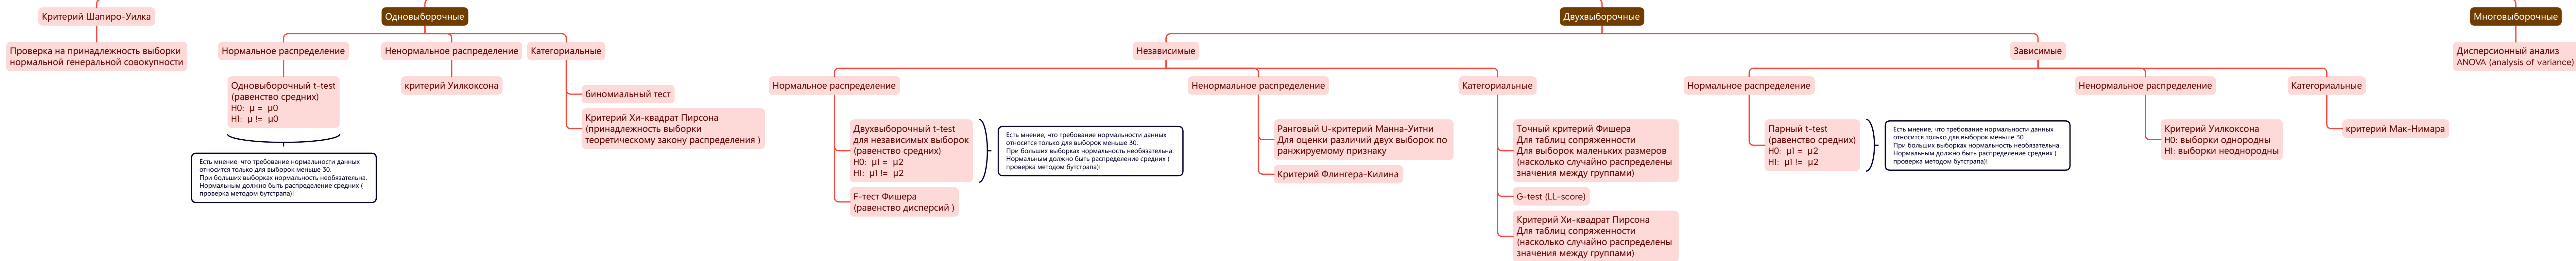 Критерий Шапиро-Уилка
Проверка на принадлежность выборки
нормальной генеральной совокупности
Одновыборочные
Нормальное распределение
Одновыборочный t-test
(равенство средних)
H0:  μ =  μ0
H1:  μ !=  μ0
Есть мнение, что требование нормальности данных
относится только для выборок меньше 30.
При больших выборках нормальность необязательна.
Нормальным должно быть распределение средних (
проверка методом бутстрапа)!
Ненормальное распределение
критерий Уилкоксона
Категориальные
биномиальный тест
Критерий Хи-квадрат Пирсона
(принадлежность выборки
теоретическому закону распределения )
Двухвыборочные
Независимые
Нормальное распределение
Двухвыборочный t-test
для независимых выборок
(равенство средних)
H0:  μ1 =  μ2
H1:  μ1 !=  μ2
Есть мнение, что требование нормальности данных
относится только для выборок меньше 30.
При больших выборках нормальность необязательна.
Нормальным должно быть распределение средних (
проверка методом бутстрапа)!
F-тест Фишера
(равенство дисперсий )
Ненормальное распределение
Ранговый U-критерий Манна-Уитни
Для оценки различий двух выборок по
ранжируемому признаку
Критерий Флингера-Килина
Категориальные
Точный критерий Фишера
Для таблиц сопряженности
Для выборок маленьких размеров
(насколько случайно распределены
значения между группами)
G-test (LL-score)
Критерий Хи-квадрат Пирсона
Для таблиц сопряженности
(насколько случайно распределены
значения между группами)
Зависимые
Нормальное распределение
Парный t-test
(равенство средних)
H0:  μ1 =  μ2
H1:  μ1 !=  μ2
Есть мнение, что требование нормальности данных
относится только для выборок меньше 30.
При больших выборках нормальность необязательна.
Нормальным должно быть распределение средних (
проверка методом бутстрапа)!
Ненормальное распределение
Критерий Уилкоксона
H0: выборки однородны
H1: выборки неоднородны
Категориальные
критерий Мак-Нимара
Многовыборочные
Дисперсионный анализ
ANOVA (analysis of variance)